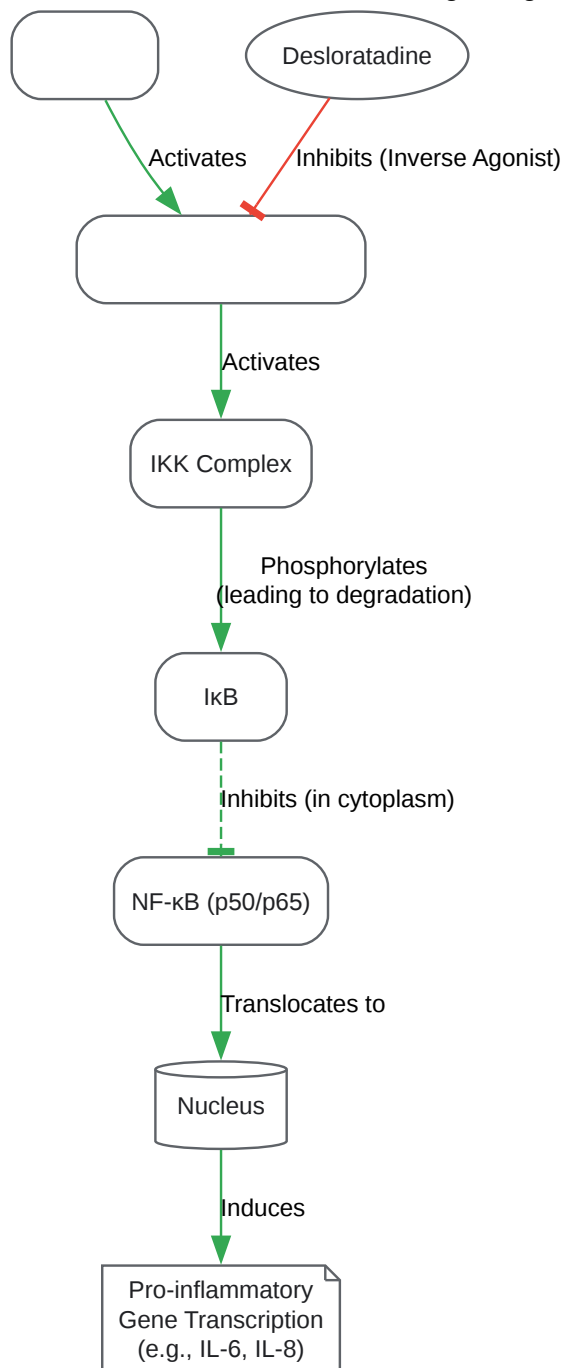 Desloratadine
Activates
Inhibits (Inverse Agonist)
Activates
IKK Complex
Phosphorylates
(leading to degradation)
IκB
Inhibits (in cytoplasm)
NF-κB (p50/p65)
Translocates to
Nucleus
Induces
Pro-inflammatory
Gene Transcription
(e.g., IL-6, IL-8)